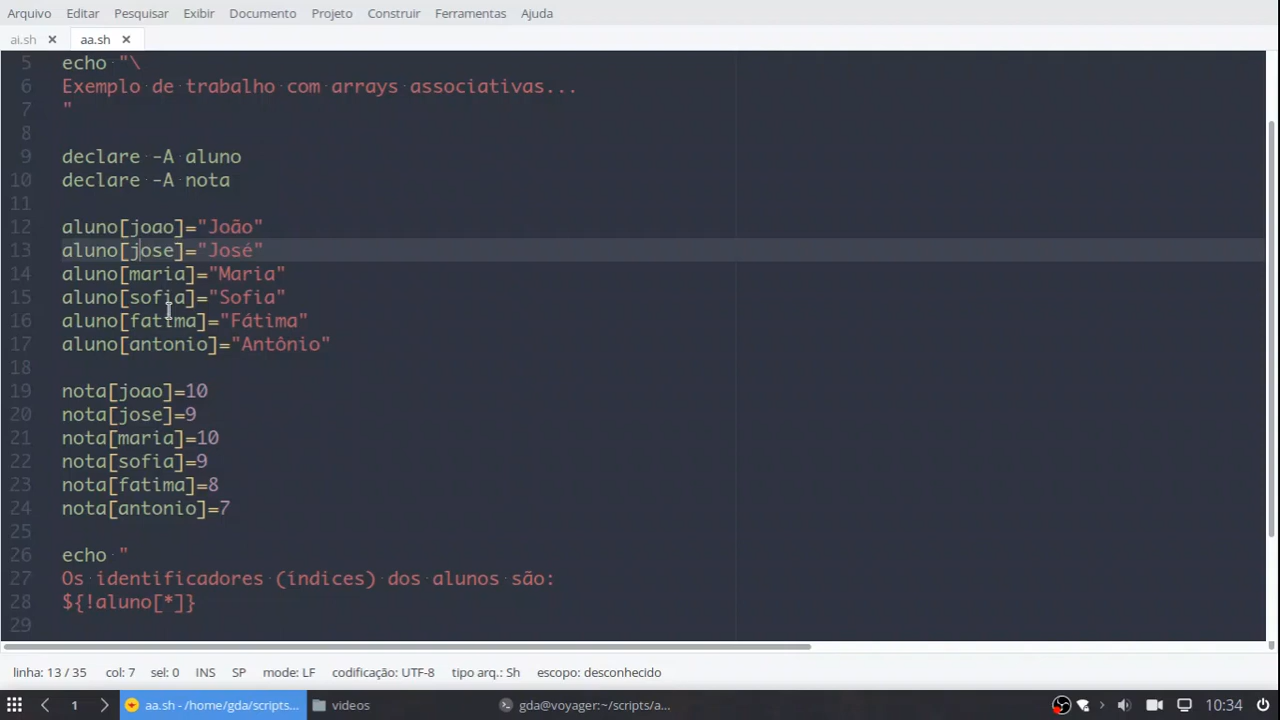 Arquivo Editar Pesquisar Exibir Documento Projeto Construir Ferramentas Ajuda
ai.sh ✕ aa.sh ✕
5 echo "\
6 Exemplo de trabalho com arrays associativas...
7 "
8
9 declare -A aluno
10 declare -A nota
11
12 aluno[joao]="João"
13 aluno[jose]="José"
14 aluno[maria]="Maria"
15 aluno[sofia]="Sofia"
16 aluno[fatima]="Fátima"
17 aluno[antonio]="Antônio"
18
19 nota[joao]=10
20 nota[jose]=9
21 nota[maria]=10
22 nota[sofia]=9
23 nota[fatima]=8
24 nota[antonio]=7
25
26 echo "
27 Os identificadores (índices) dos alunos são:
28 ${!aluno[*]}
29
linha: 13 / 35 col: 7 sel: 0 INS SP mode: LF codificação: UTF-8 tipo arq.: Sh escopo: desconhecido
1 aa.sh - /home/gda/scripts... videos gda@voyager:~/scripts/a... 10:34